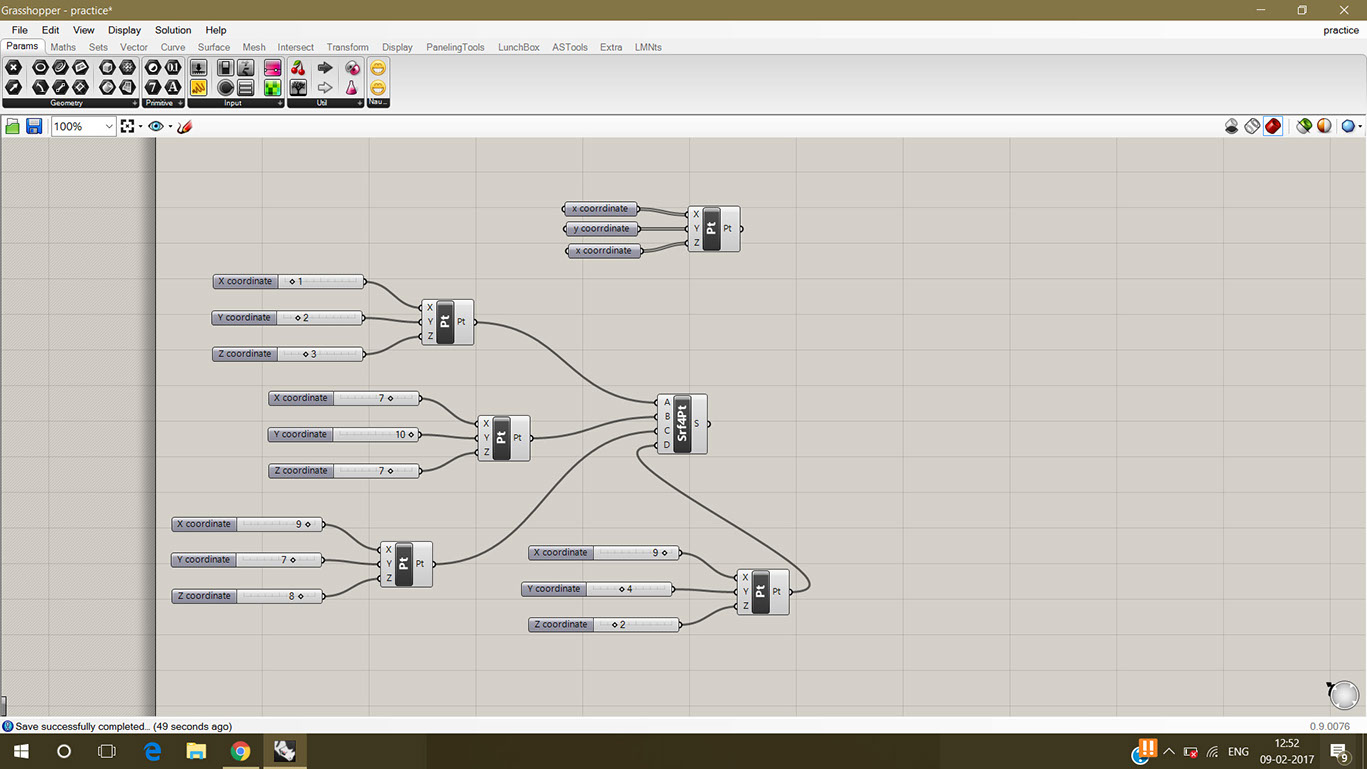 Grasshopper - practice*
File Edit View Display Solution Help practice
Params Maths Sets Vector Curve Surface Mesh Intersect Transform Display PanelingTools LunchBox ASTools Extra LMNts
Geometry + Primitive + Input + Util + Nau...
100%
x coorrdinate
y coorrdinate
x coorrdinate
X Y Z Pt Pt
X coordinate 1
Y coordinate 2
Z coordinate 3
X Y Z Pt Pt
X coordinate 7
Y coordinate 10
Z coordinate 7
X Y Z Pt Pt
A B C D Srf4Pt S
X coordinate 9
Y coordinate 7
Z coordinate 8
X Y Z Pt Pt
X coordinate 9
Y coordinate 4
Z coordinate 2
X Y Z Pt Pt
Save successfully completed... (49 seconds ago) 0.9.0076
ENG 12:52
09-02-2017 9